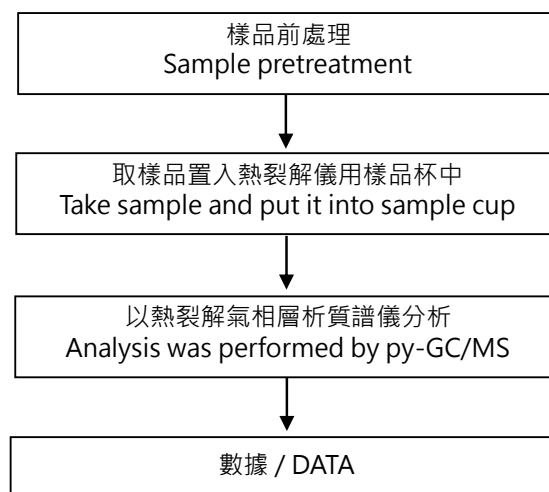 樣品前處理
Sample pretreatment
取樣品置入熱裂解儀用樣品杯中
Take sample and put it into sample cup
以熱裂解氣相層析質譜儀分析
Analysis was performed by py-GC/MS
數據 / DATA